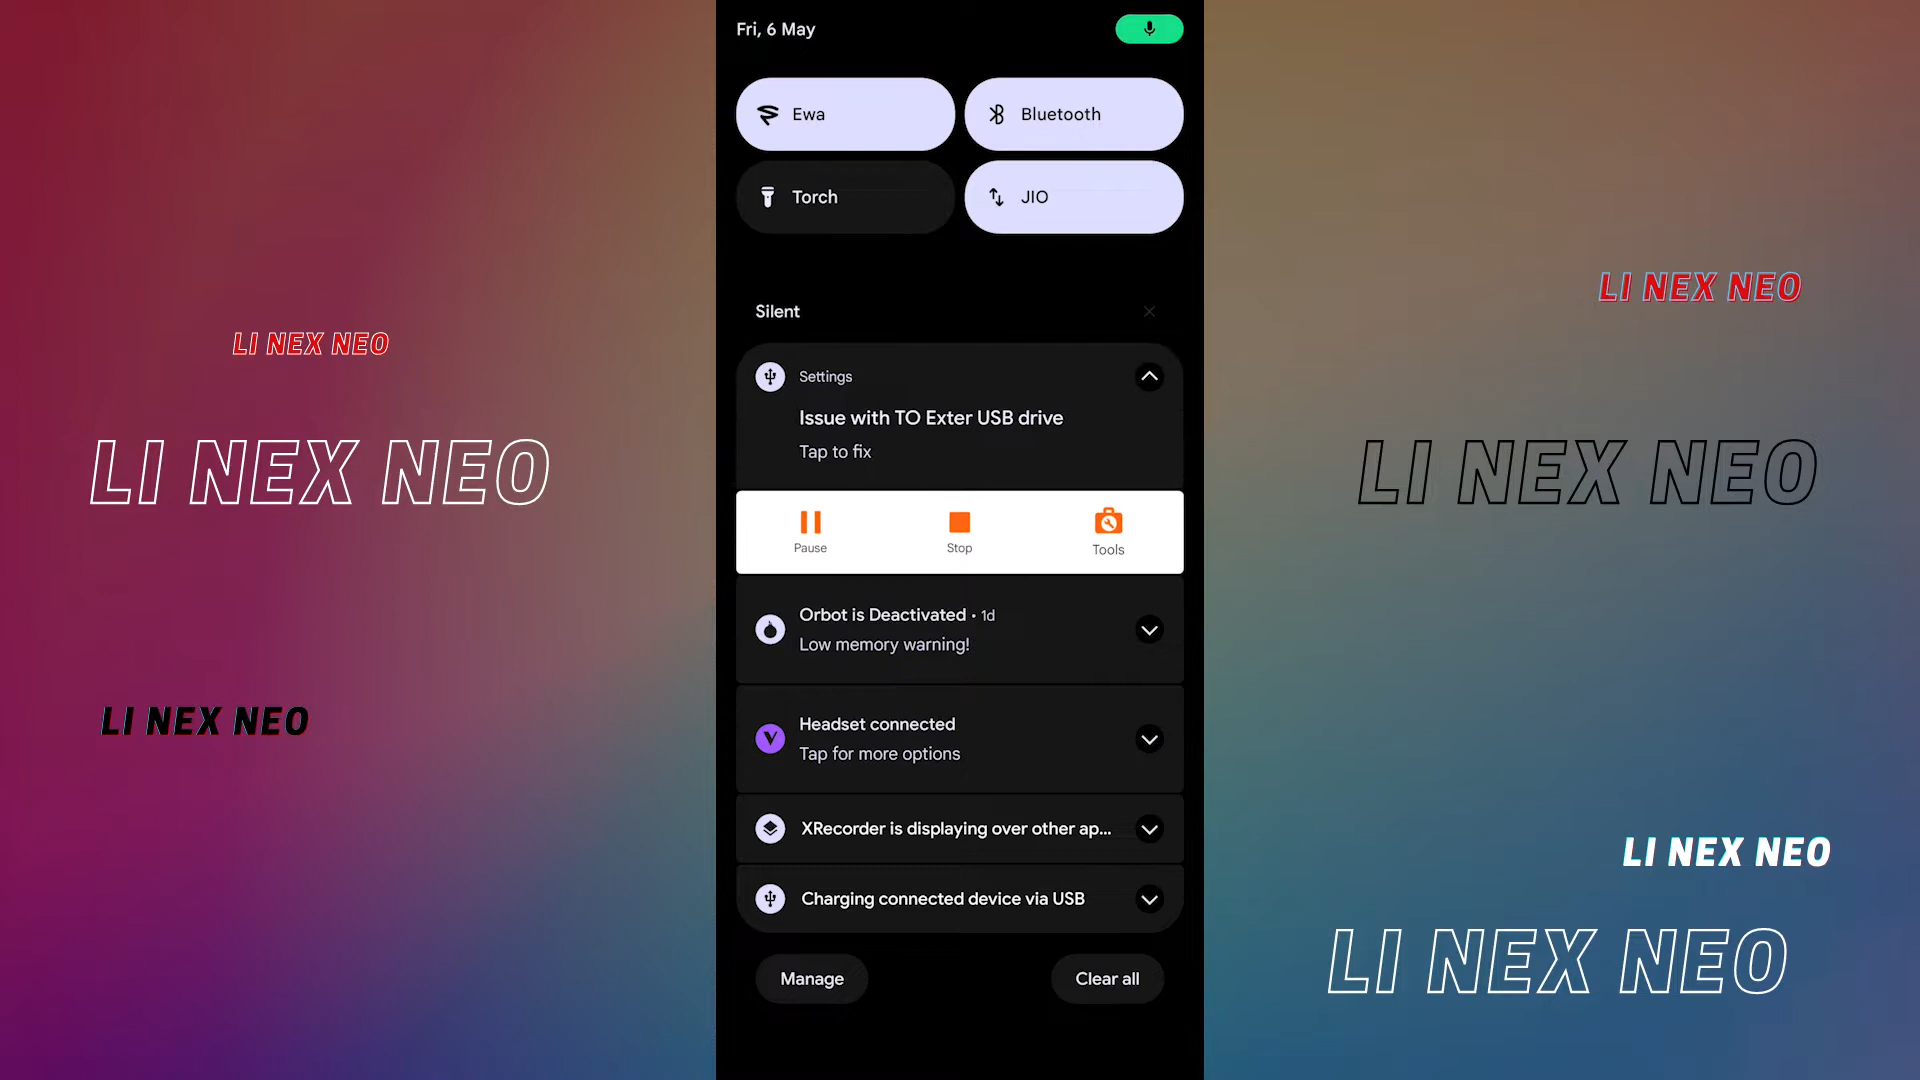 LI NEX NEO
LI NEX NEO
LI NEX NEO
Fri, 6 May
Ewa
Bluetooth
Torch
JIO
Silent
Settings
Issue with TO Exter USB drive
Tap to fix
Pause
Stop
Tools
Orbot is Deactivated • 1d
Low memory warning!
Headset connected
Tap for more options
XRecorder is displaying over other ap...
Charging connected device via USB
Manage
Clear all
LI NEX NEO
LI NEX NEO
LI NEX NEO
LI NEX NEO